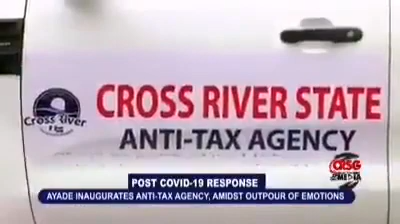 Cross River
CROSS RIVER STATE
ANTI-TAX AGENCY
POST COVID-19 RESPONSE
AYADE INAUGURATES ANTI-TAX AGENCY, AMIDST OUTPOUR OF EMOTIONS